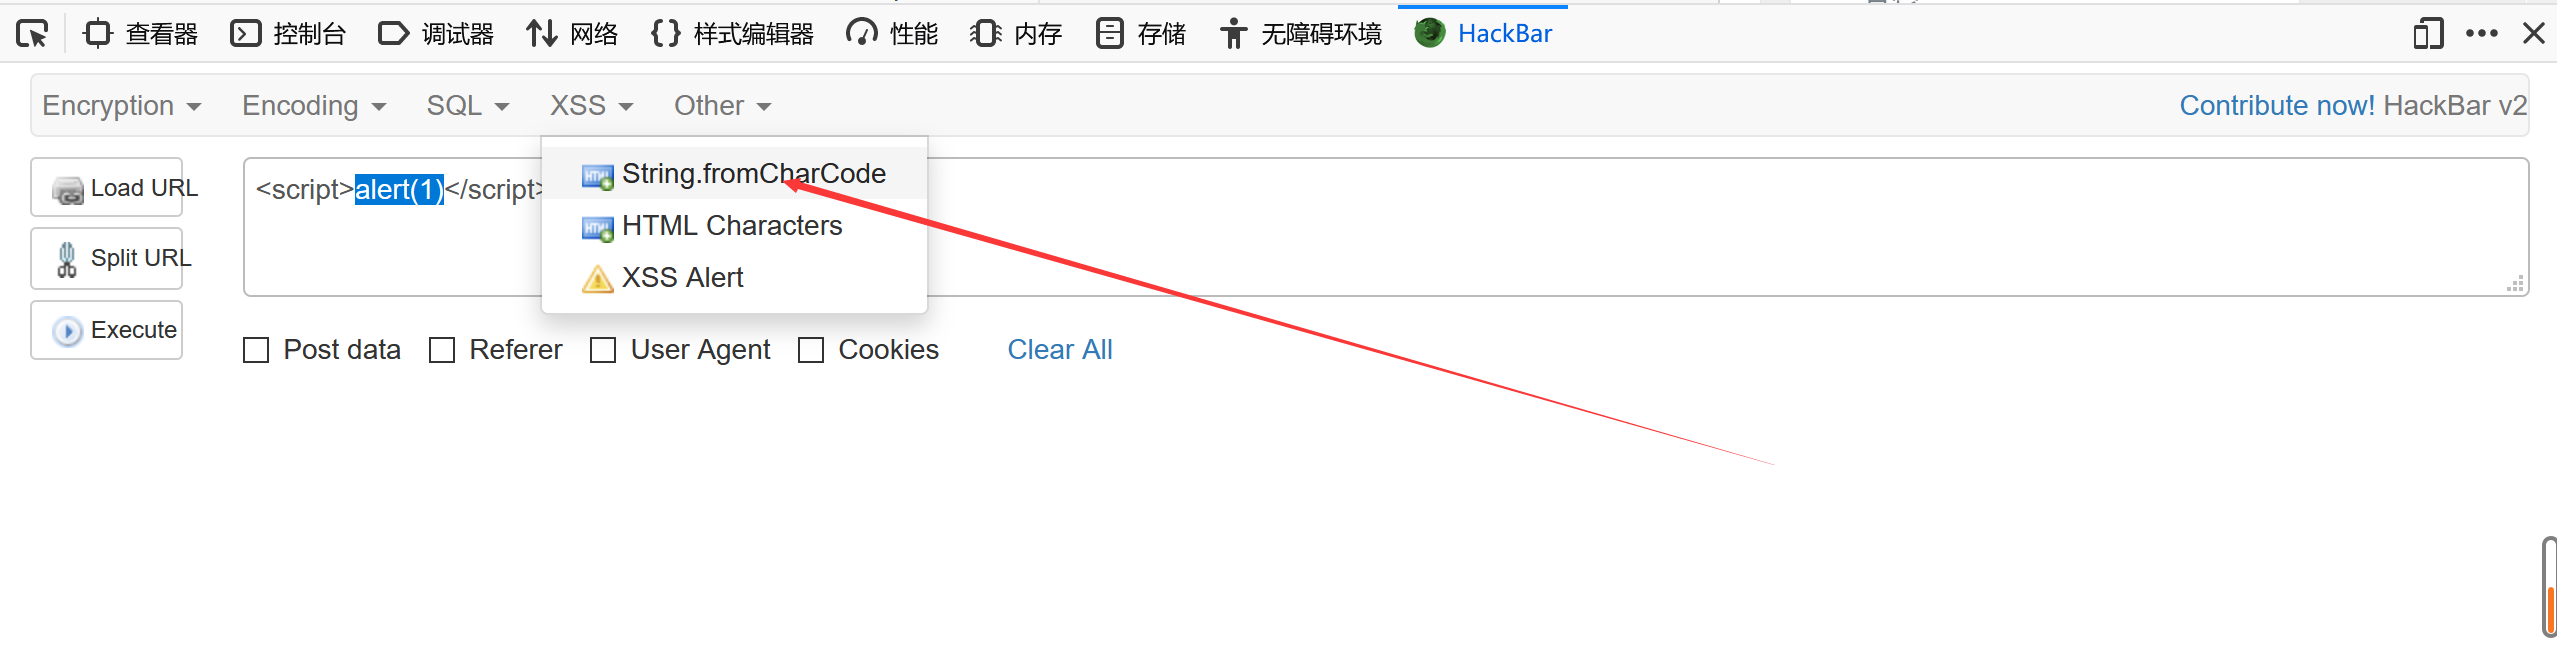 查看器 控制台 调试器 网络 样式编辑器 性能 内存 存储 无障碍环境 HackBar
Encryption Encoding SQL XSS Other Contribute now! HackBar v2
Load URL <script>alert(1)</script>
String.fromCharCode
HTML Characters
XSS Alert
Split URL
Execute
Post data Referer User Agent Cookies Clear All